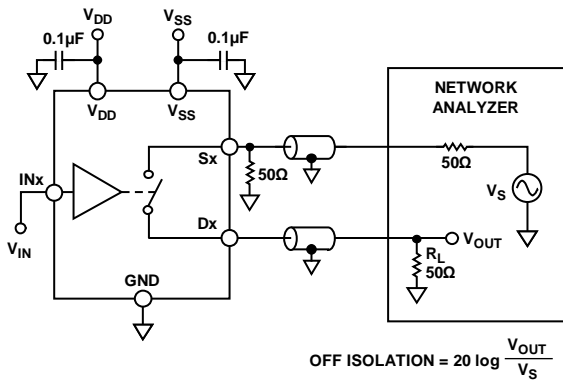 V_DD
V_SS
0.1µF
0.1µF
V_DD
V_SS
NETWORK
ANALYZER
INx
Sx
50Ω
50Ω
V_S
V_IN
Dx
V_OUT
R_L
50Ω
GND
OFF ISOLATION = 20 log V_OUT / V_S